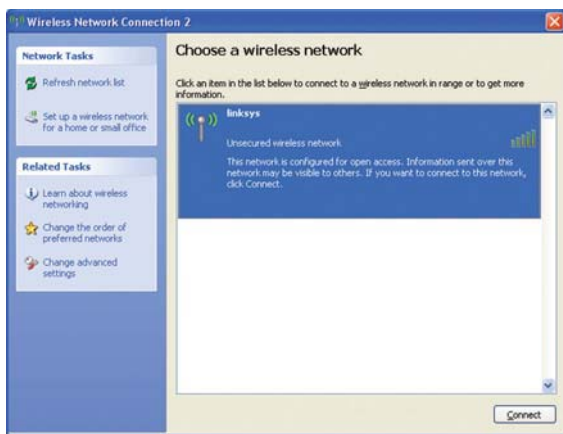 Wireless Network Connection 2
Network Tasks
Refresh network list
Set up a wireless network
for a home or small office
Related Tasks
Learn about wireless
networking
Change the order of
preferred networks
Change advanced
settings
Choose a wireless network
Click an item in the list below to connect to a wireless network in range or to get more
information.
linksys
Unsecured wireless network
This network is configured for open access. Information sent over this
network may be visible to others. If you want to connect to this network,
click Connect.
Connect